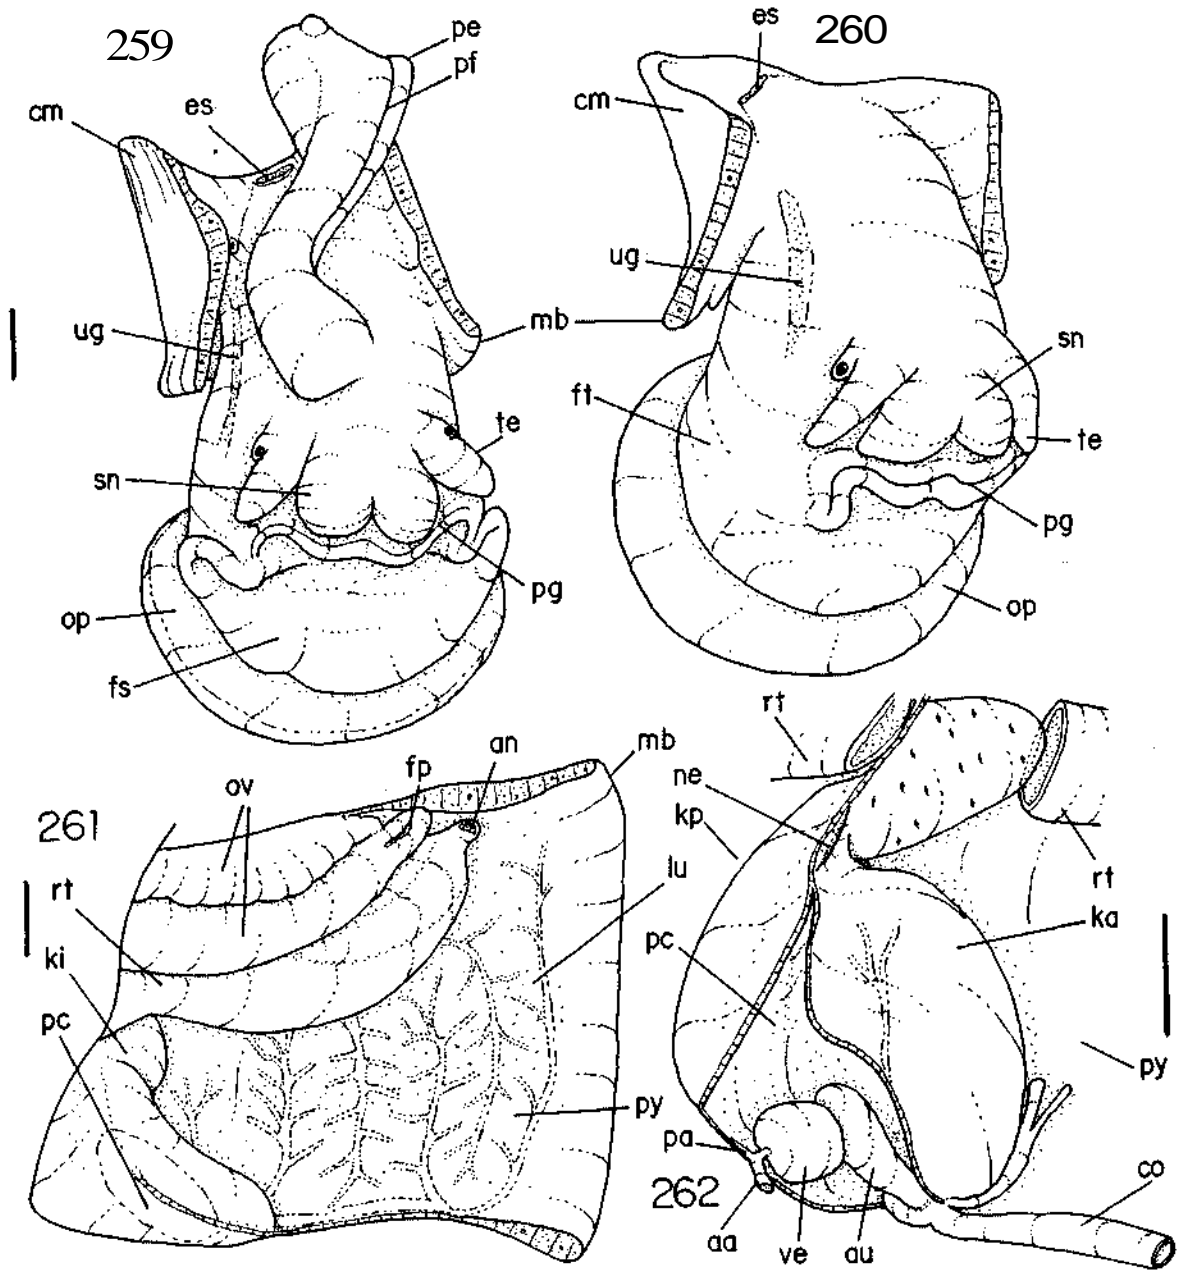 259
pe
pf
cm
es
ug
mb
te
sn
pg
op
fs
260
es
cm
ug
sn
ft
te
pg
op
261
ov
fp
an
mb
rt
lu
ki
pc
py
262
rt
ne
kp
rt
ka
pc
py
pa
aa
ve
au
co